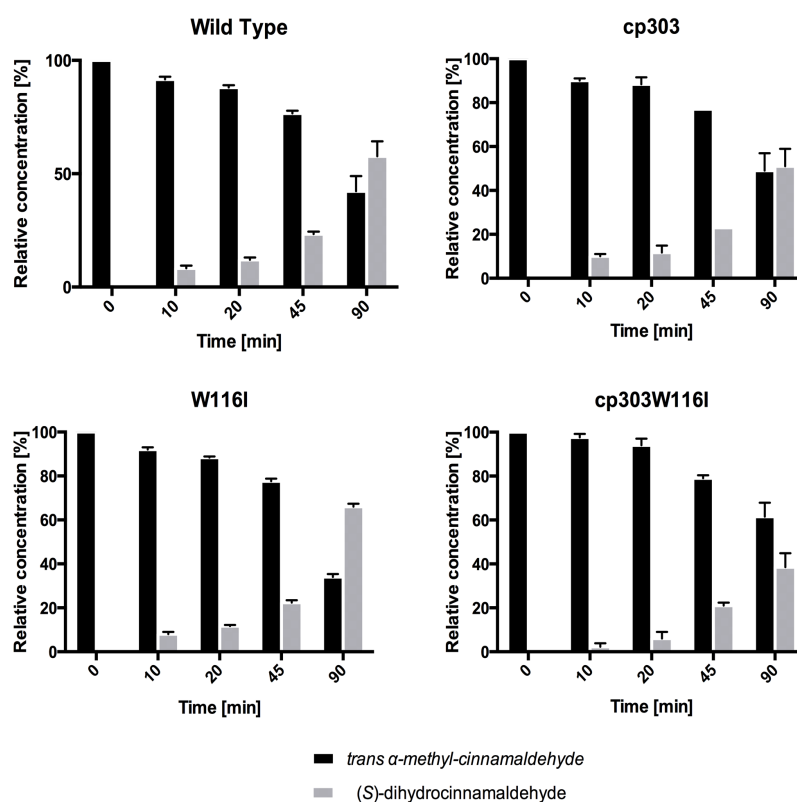 Wild Type
Relative concentration [%]
100
50
0
0 10 20 45 90
Time [min]
cp303
Relative concentration [%]
100
80
60
40
20
0
0 10 20 45 90
Time [min]
W116I
Relative concentration [%]
100
80
60
40
20
0
0 10 20 45 90
Time [min]
cp303W116I
Relative concentration [%]
100
80
60
40
20
0
0 10 20 45 90
Time [min]
trans α-methyl-cinnamaldehyde
(S)-dihydrocinnamaldehyde